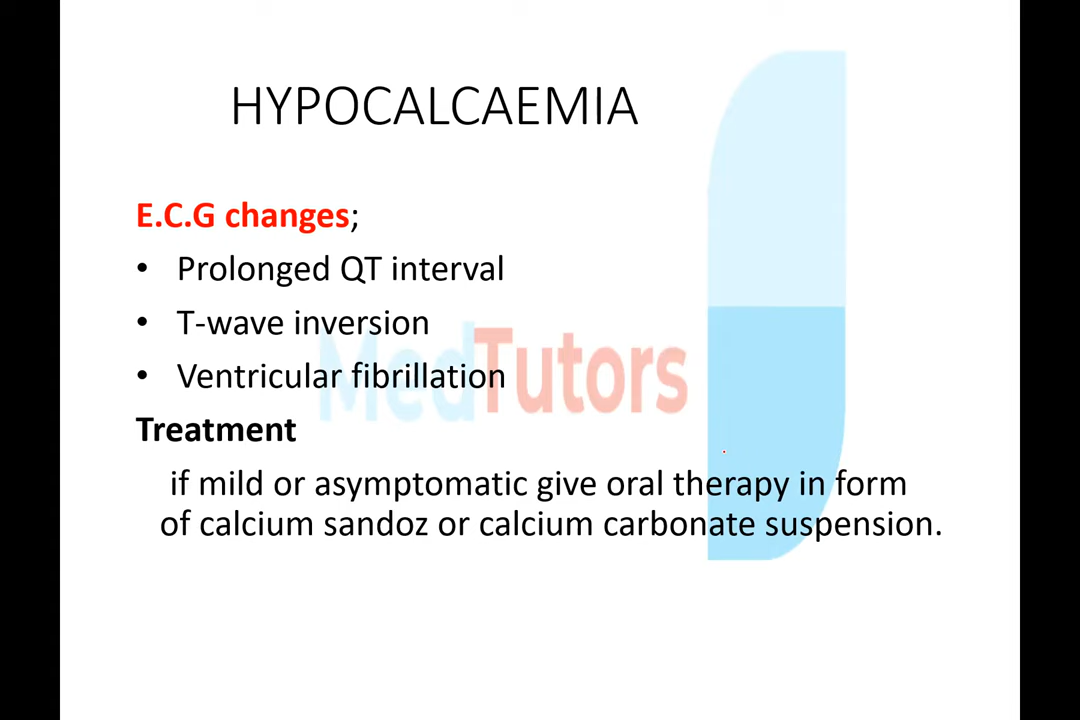 HYPOCALCAEMIA
E.C.G changes;
• Prolonged QT interval
• T-wave inversion
• Ventricular fibrillation
MedTutors
Treatment
if mild or asymptomatic give oral therapy in form
of calcium sandoz or calcium carbonate suspension.